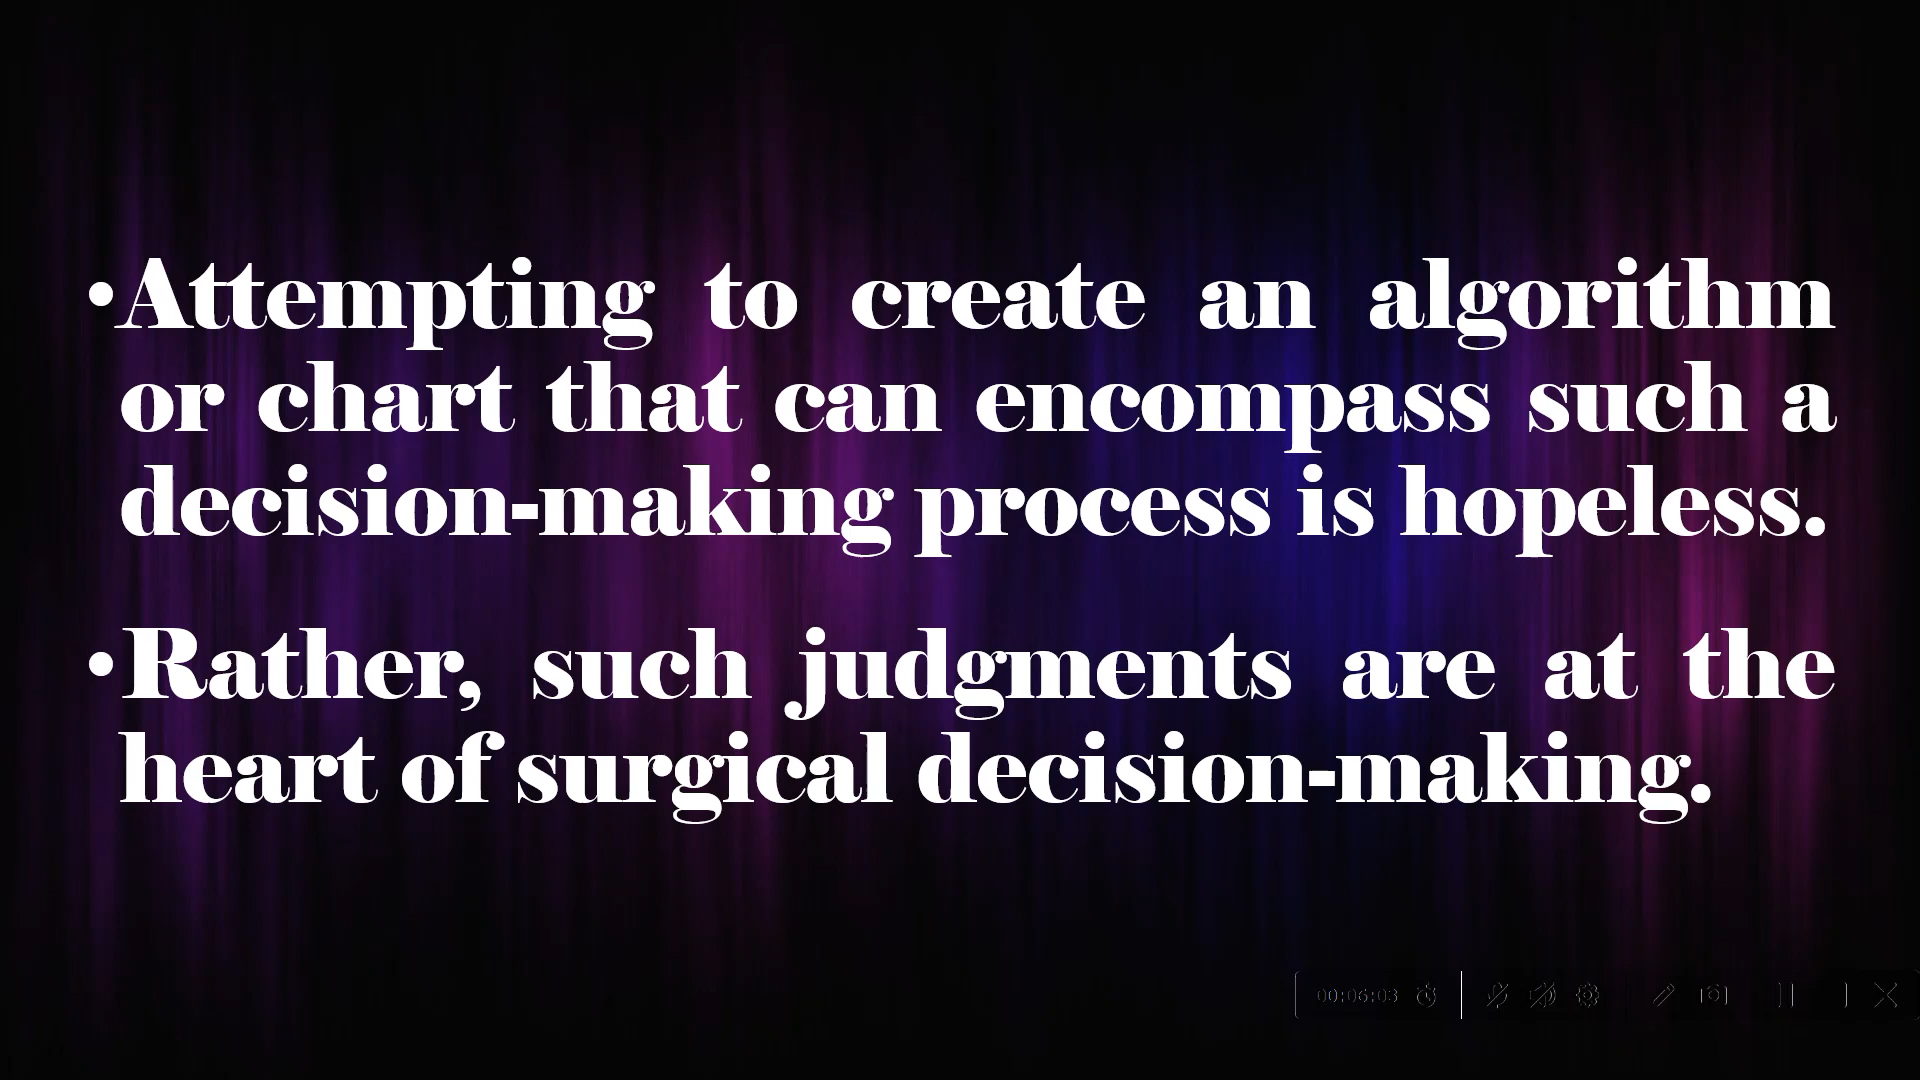 •Attempting to create an algorithm
or chart that can encompass such a
decision-making process is hopeless.
•Rather, such judgments are at the
heart of surgical decision-making.
00:06:03